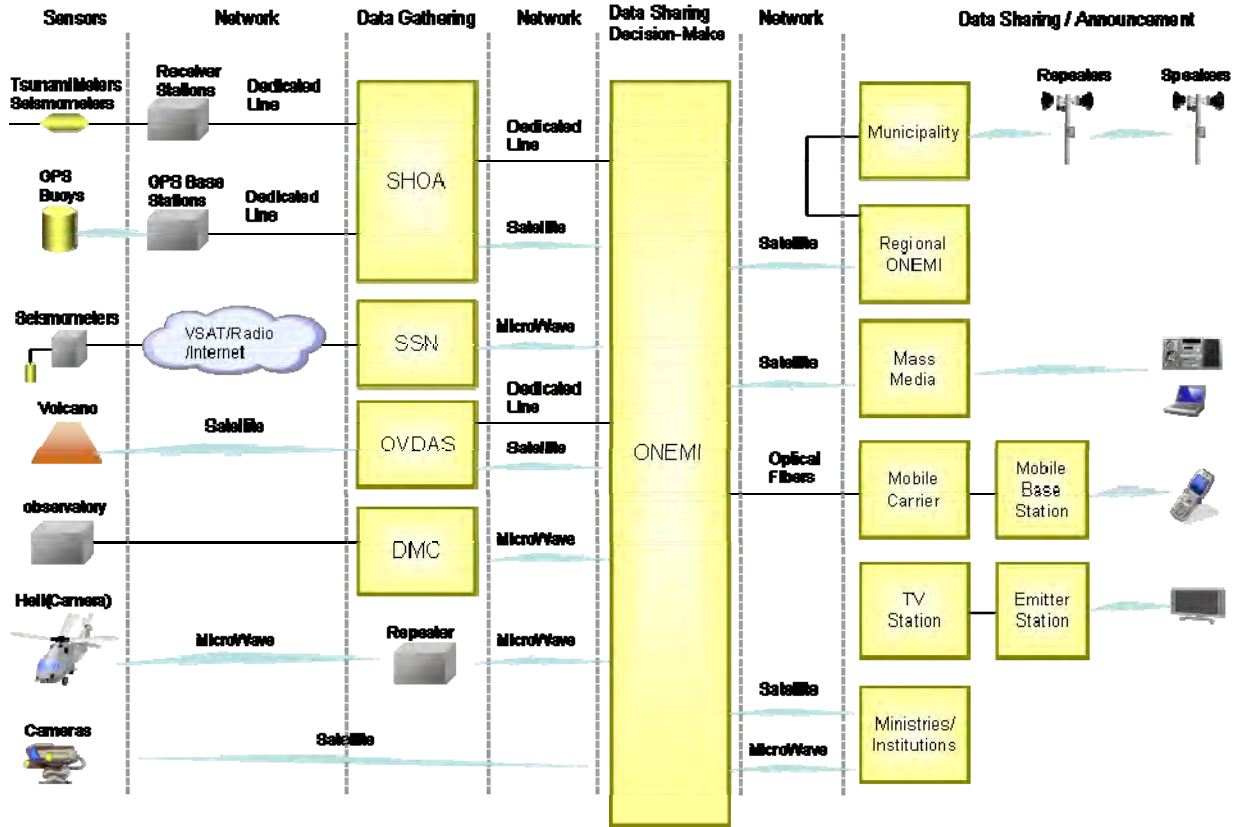 Sensors
Network
Data Gathering
Network
Data Sharing
Decision-Make
Network
Data Sharing / Announcement
TsunamiMeters
Seismometers
Receiver
Stations
Dedicated
Line
SHOA
Dedicated
Line
Municipality
Repeaters
Speakers
GPS
Buoys
GPS Base
Stations
Dedicated
Line
Satellite
Satellite
Regional
ONEMI
Seismometers
VSAT/Radio
/Internet
SSN
MicroWave
Satellite
Mass
Media
Volcano
Satellite
OVDAS
Dedicated
Line
Satellite
ONEMI
Optical
Fibers
Mobile
Carrier
Mobile
Base
Station
observatory
DMC
MicroWave
TV
Station
Emitter
Station
Heli(Camera)
MicroWave
Repeater
MicroWave
Satellite
MicroWave
Ministries/
Institutions
Cameras
Satellite